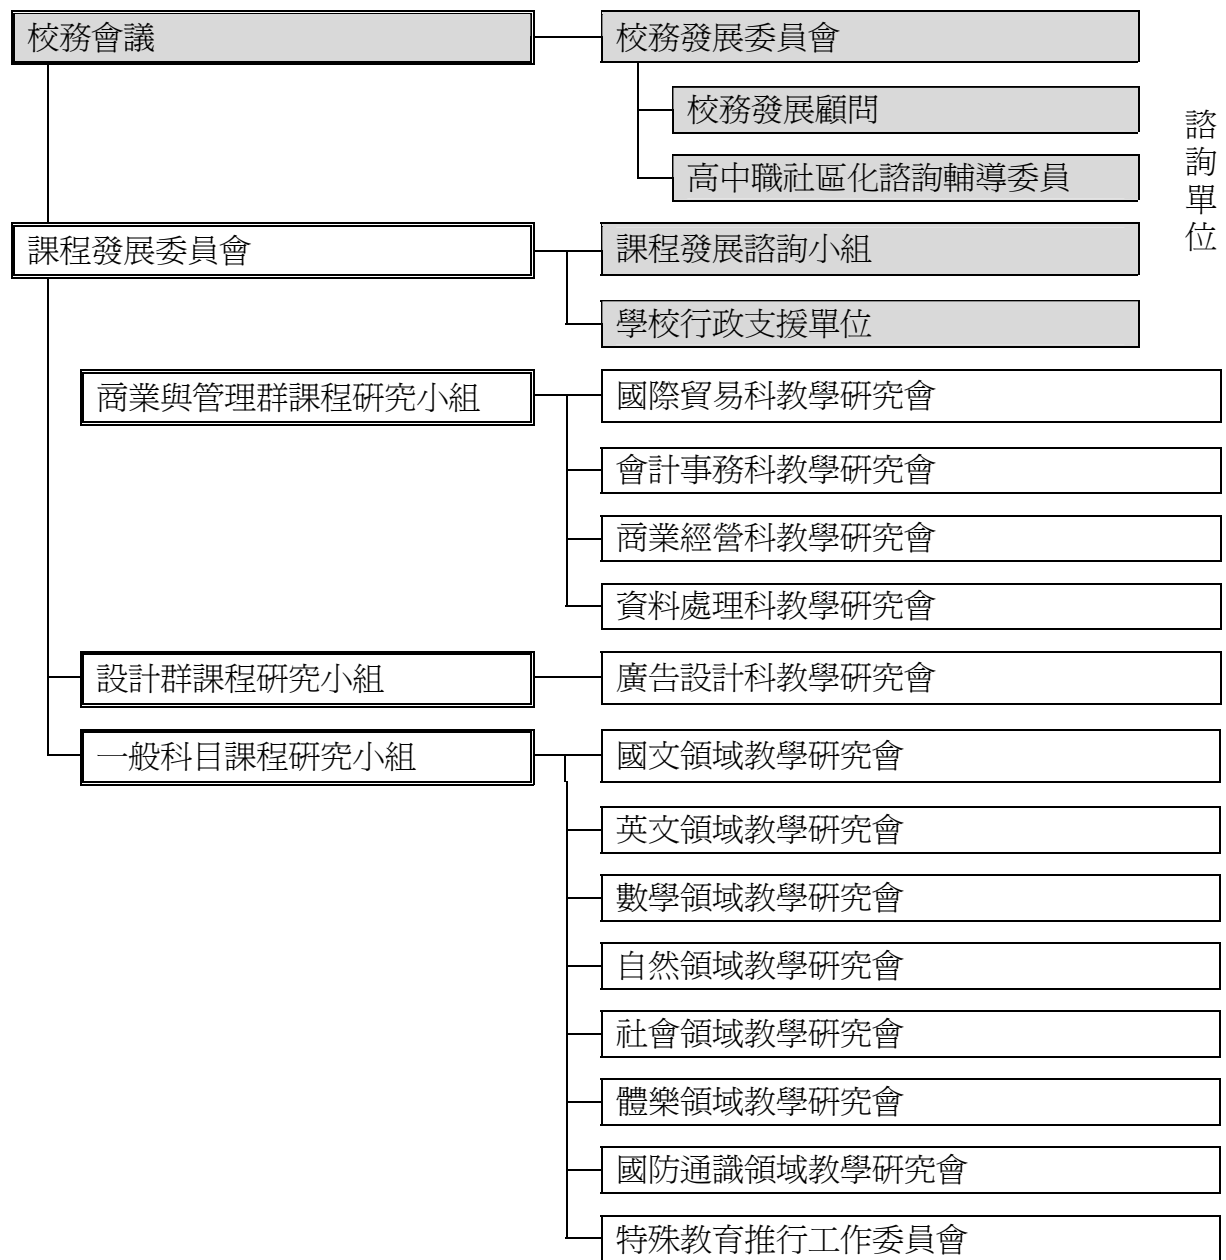 校務會議
校務發展委員會
校務發展顧問
高中職社區化諮詢輔導委員
諮詢單位
課程發展委員會
課程發展諮詢小組
學校行政支援單位
商業與管理群課程研究小組
國際貿易科教學研究會
會計事務科教學研究會
商業經營科教學研究會
資料處理科教學研究會
設計群課程研究小組
廣告設計科教學研究會
一般科目課程研究小組
國文領域教學研究會
英文領域教學研究會
數學領域教學研究會
自然領域教學研究會
社會領域教學研究會
體樂領域教學研究會
國防通識領域教學研究會
特殊教育推行工作委員會